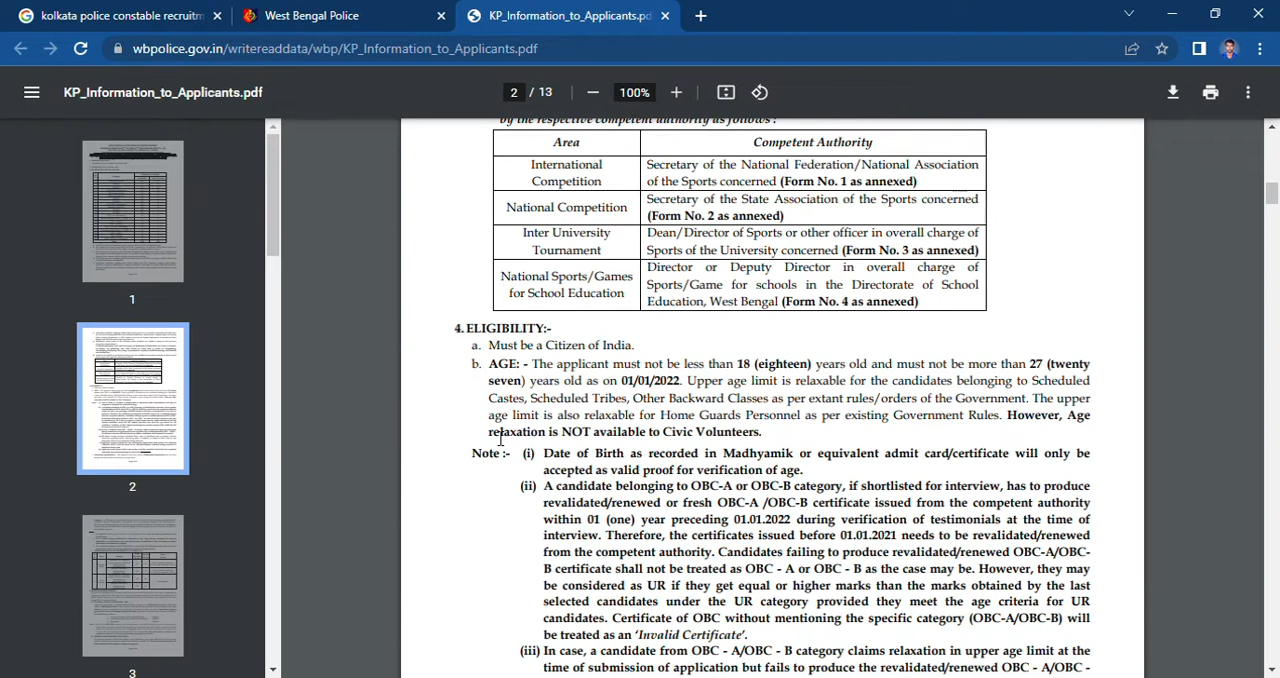 kolkata police constable recruitm
West Bengal Police
KP_Information_to_Applicants.pd
wbpolice.gov.in/writereaddata/wbp/KP_Information_to_Applicants.pdf
KP_Information_to_Applicants.pdf
2 / 13
100%
by the respective competent authority as follows :
Area Competent Authority
International Competition Secretary of the National Federation/National Association
of the Sports concerned (Form No. 1 as annexed)
National Competition Secretary of the State Association of the Sports concerned
(Form No. 2 as annexed)
Inter University Tournament Dean/Director of Sports or other officer in overall charge of
Sports of the University concerned (Form No. 3 as annexed)
National Sports/Games for School Education Director or Deputy Director in overall charge of
Sports/Game for schools in the Directorate of School
Education, West Bengal (Form No. 4 as annexed)
4. ELIGIBILITY:-
a. Must be a Citizen of India.
b. AGE: - The applicant must not be less than 18 (eighteen) years old and must not be more than 27 (twenty
seven) years old as on 01/01/2022. Upper age limit is relaxable for the candidates belonging to Scheduled
Castes, Scheduled Tribes, Other Backward Classes as per extant rules/orders of the Government. The upper
age limit is also relaxable for Home Guards Personnel as per existing Government Rules. However, Age
relaxation is NOT available to Civic Volunteers.
Note :- (i) Date of Birth as recorded in Madhyamik or equivalent admit card/certificate will only be
accepted as valid proof for verification of age.
(ii) A candidate belonging to OBC-A or OBC-B category, if shortlisted for interview, has to produce
revalidated/renewed or fresh OBC-A /OBC-B certificate issued from the competent authority
within 01 (one) year preceding 01.01.2022 during verification of testimonials at the time of
interview. Therefore, the certificates issued before 01.01.2021 needs to be revalidated/renewed
from the competent authority. Candidates failing to produce revalidated/renewed OBC-A/OBC-
B certificate shall not be treated as OBC - A or OBC - B as the case may be. However, they may
be considered as UR if they get equal or higher marks than the marks obtained by the last
selected candidates under the UR category provided they meet the age criteria for UR
candidates. Certificate of OBC without mentioning the specific category (OBC-A/OBC-B) will
be treated as an 'Invalid Certificate'.
(iii) In case, a candidate from OBC - A/OBC - B category claims relaxation in upper age limit at the
time of submission of application but fails to produce the revalidated/renewed OBC - A/OBC -
1
2
3